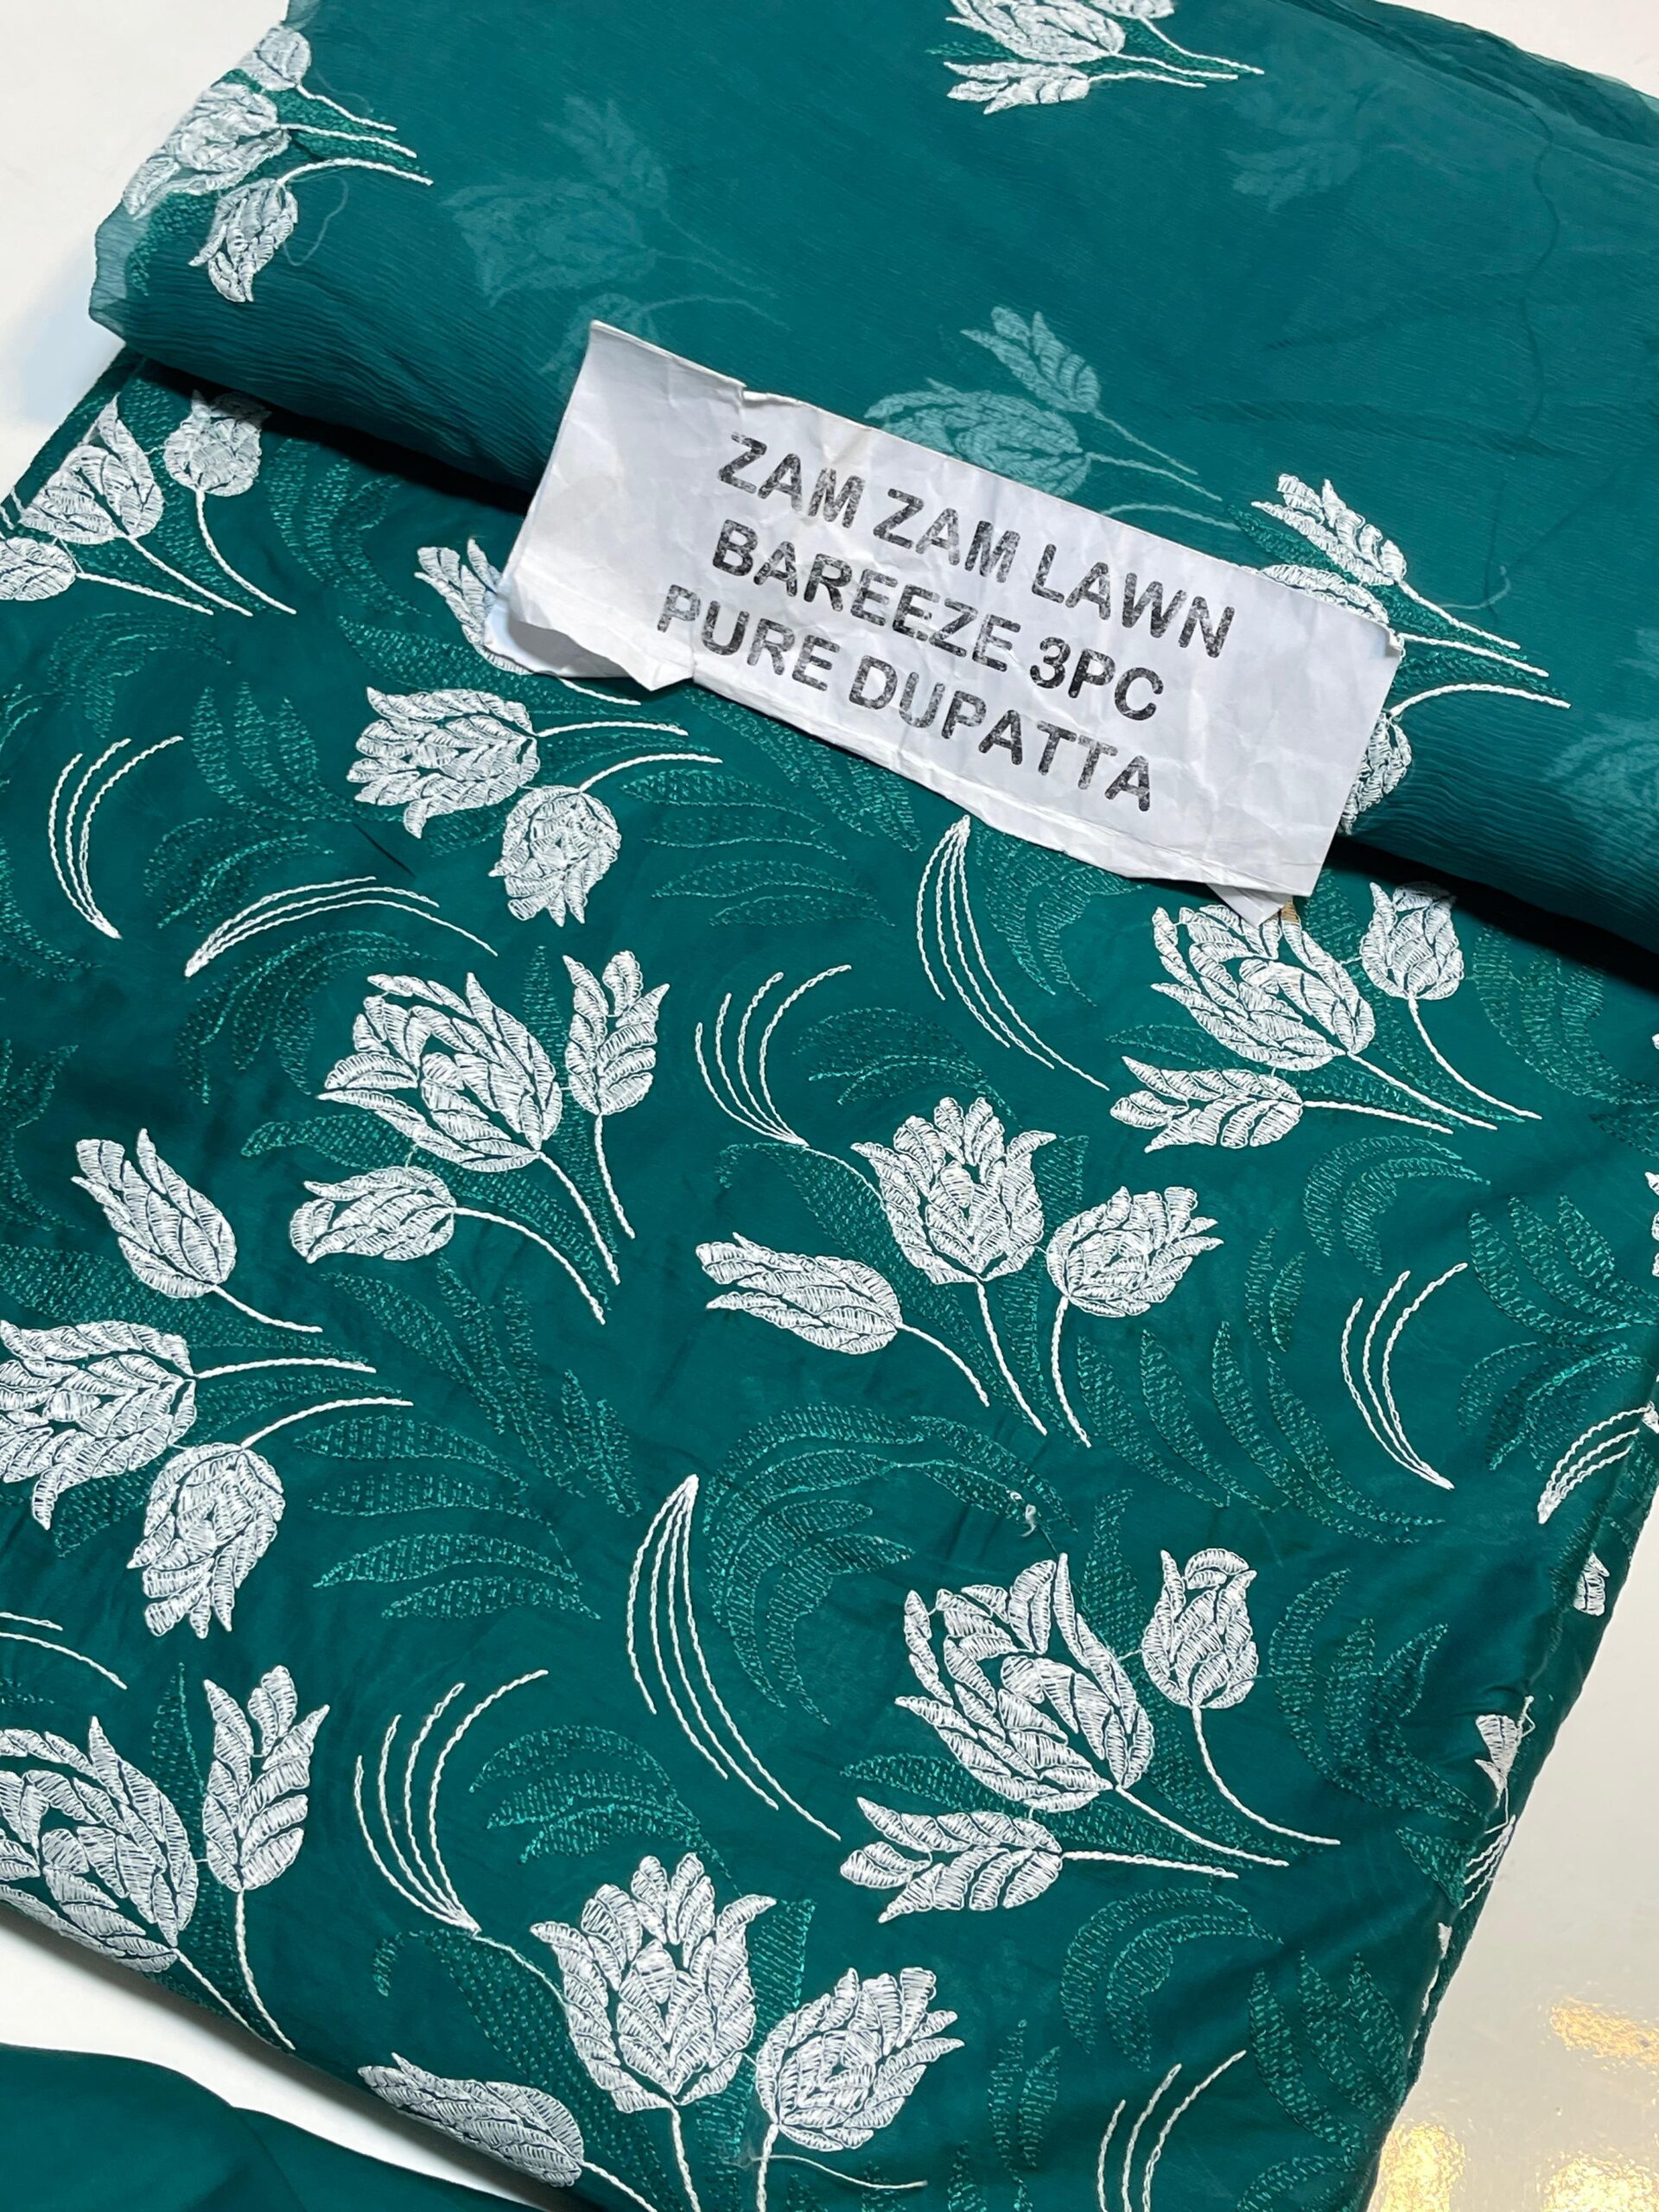 ZAM ZAM LAWN
BAREEZE 3PC
PURE DUPATTA